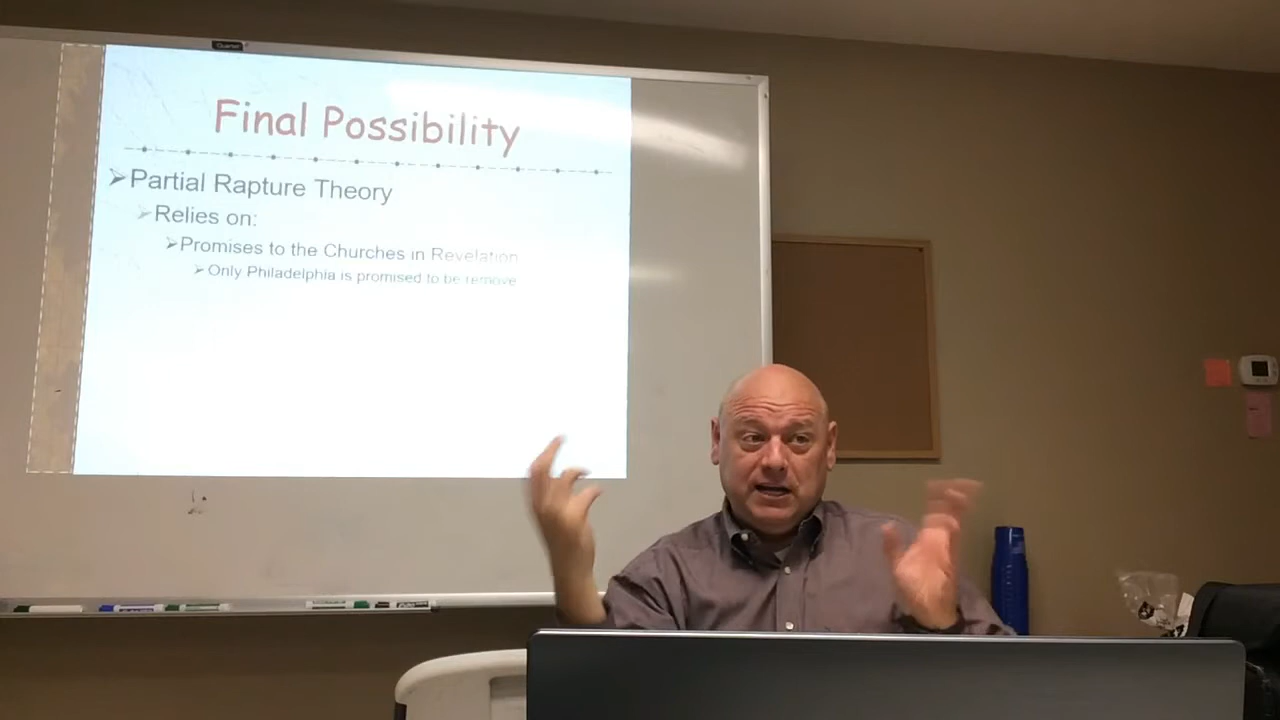 Quartet
Final Possibility
Partial Rapture Theory
Relies on:
Promises to the Churches in Revelation
Only Philadelphia is promised to be remove